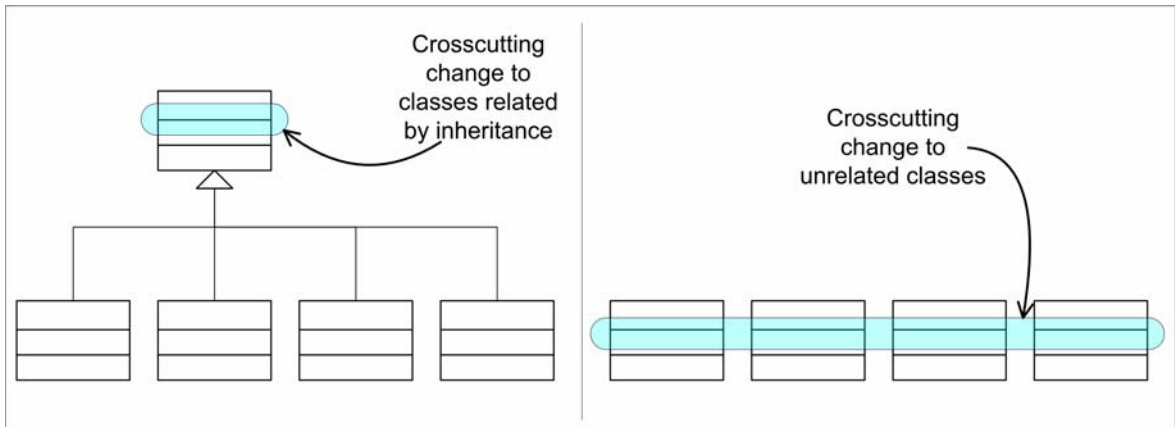 Crosscutting
change to
classes related
by inheritance
Crosscutting
change to
unrelated classes